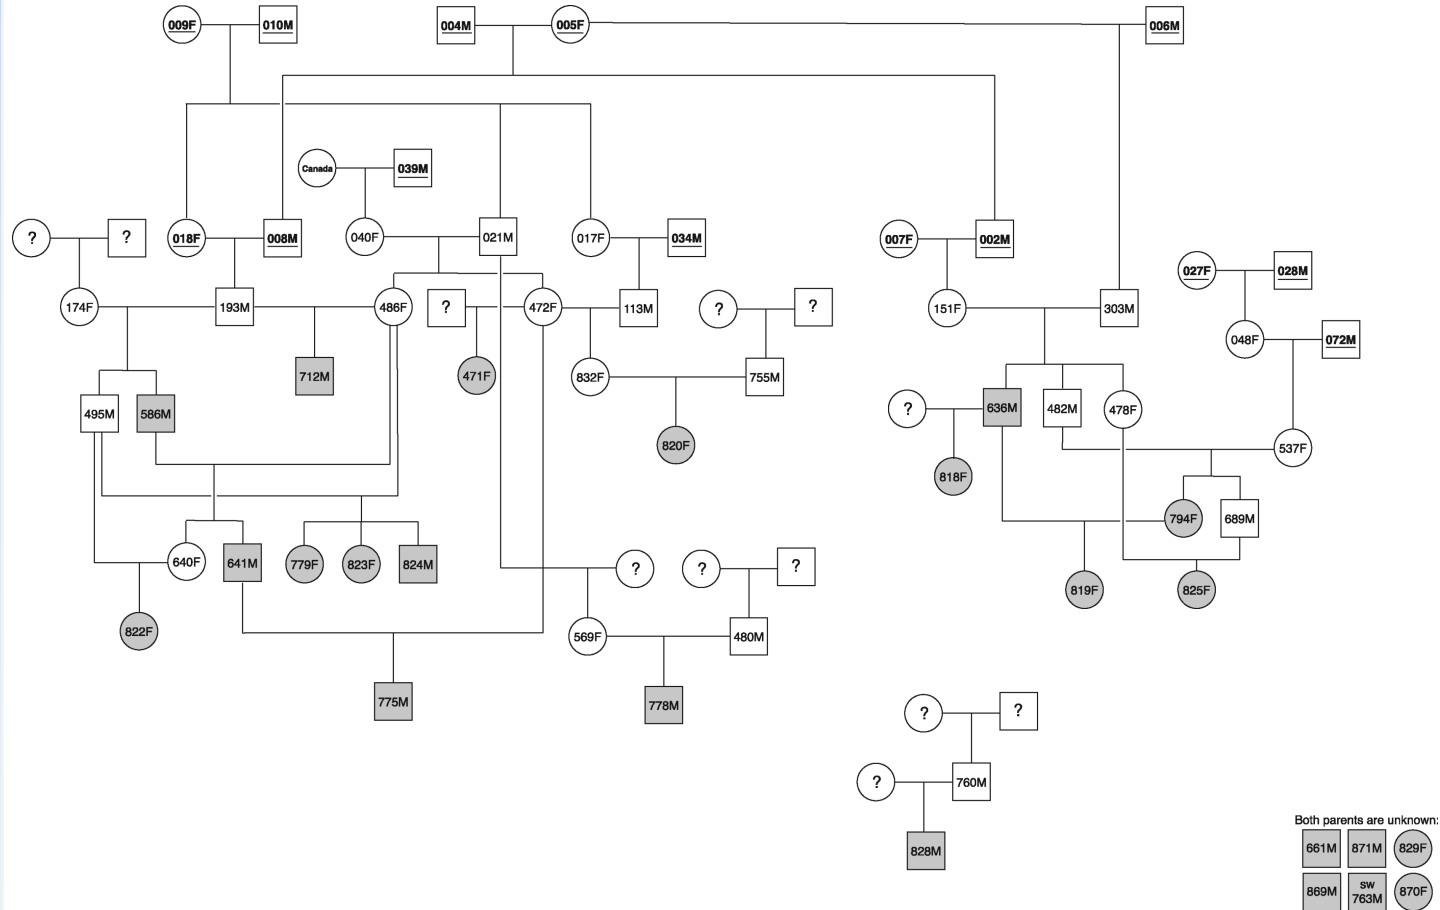 009F 010M 004M 005F 006M
Canada 039M
? ? 018F 008M 040F 021M 017F 034M 007F 002M
027F 028M
174F 193M 486F ? 472F 113M ? ? 151F 303M
048F 072M
712M 471F 832F 755M
495M 586M ? 636M 482M 478F
820F 537F
818F
794F 689M
640F 641M 779F 823F 824M ? ? ?
819F 825F
822F 569F 480M
775M 778M
? ?
? 760M
Both parents are unknown:
828M 661M 871M 829F
869M sw 763M 870F